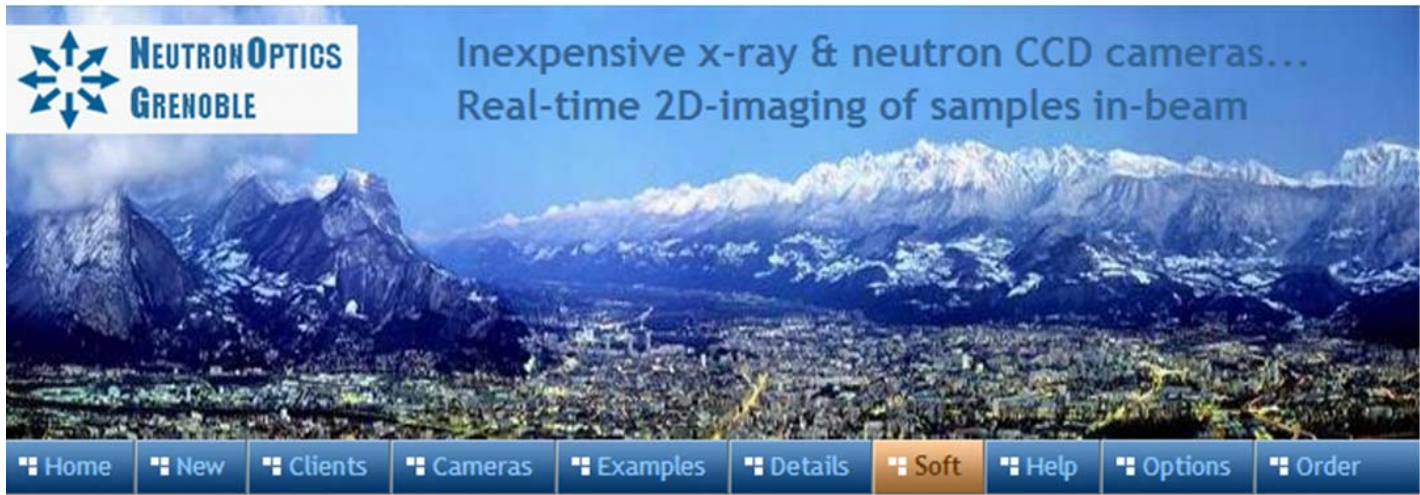 NEUTRONOPTICS
GRENOBLE
Inexpensive x-ray & neutron CCD cameras...
Real-time 2D-imaging of samples in-beam
Home New Clients Cameras Examples Details Soft Help Options Order